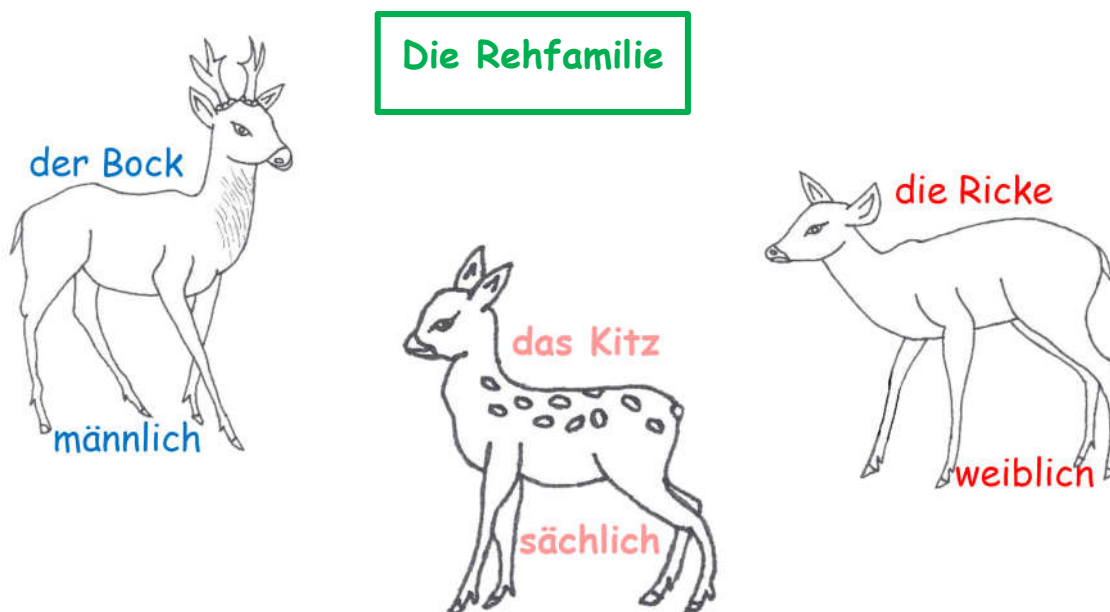 Die Rehfamilie
der Bock
die Ricke
das Kitz
männlich
weiblich
sächlich